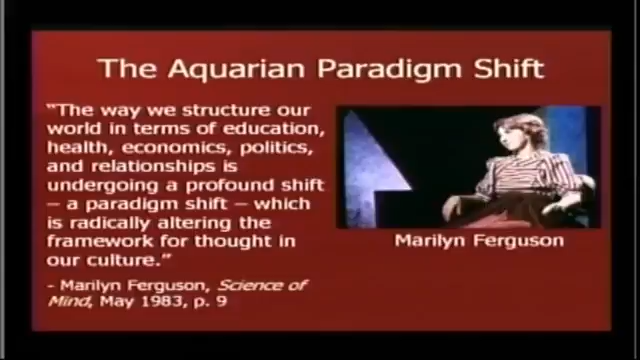 The Aquarian Paradigm Shift
“The way we structure our
world in terms of education,
health, economics, politics,
and relationships is
undergoing a profound shift
– a paradigm shift – which
is radically altering the
framework for thought in
our culture.”
- Marilyn Ferguson, Science of
Mind, May 1983, p. 9
Marilyn Ferguson